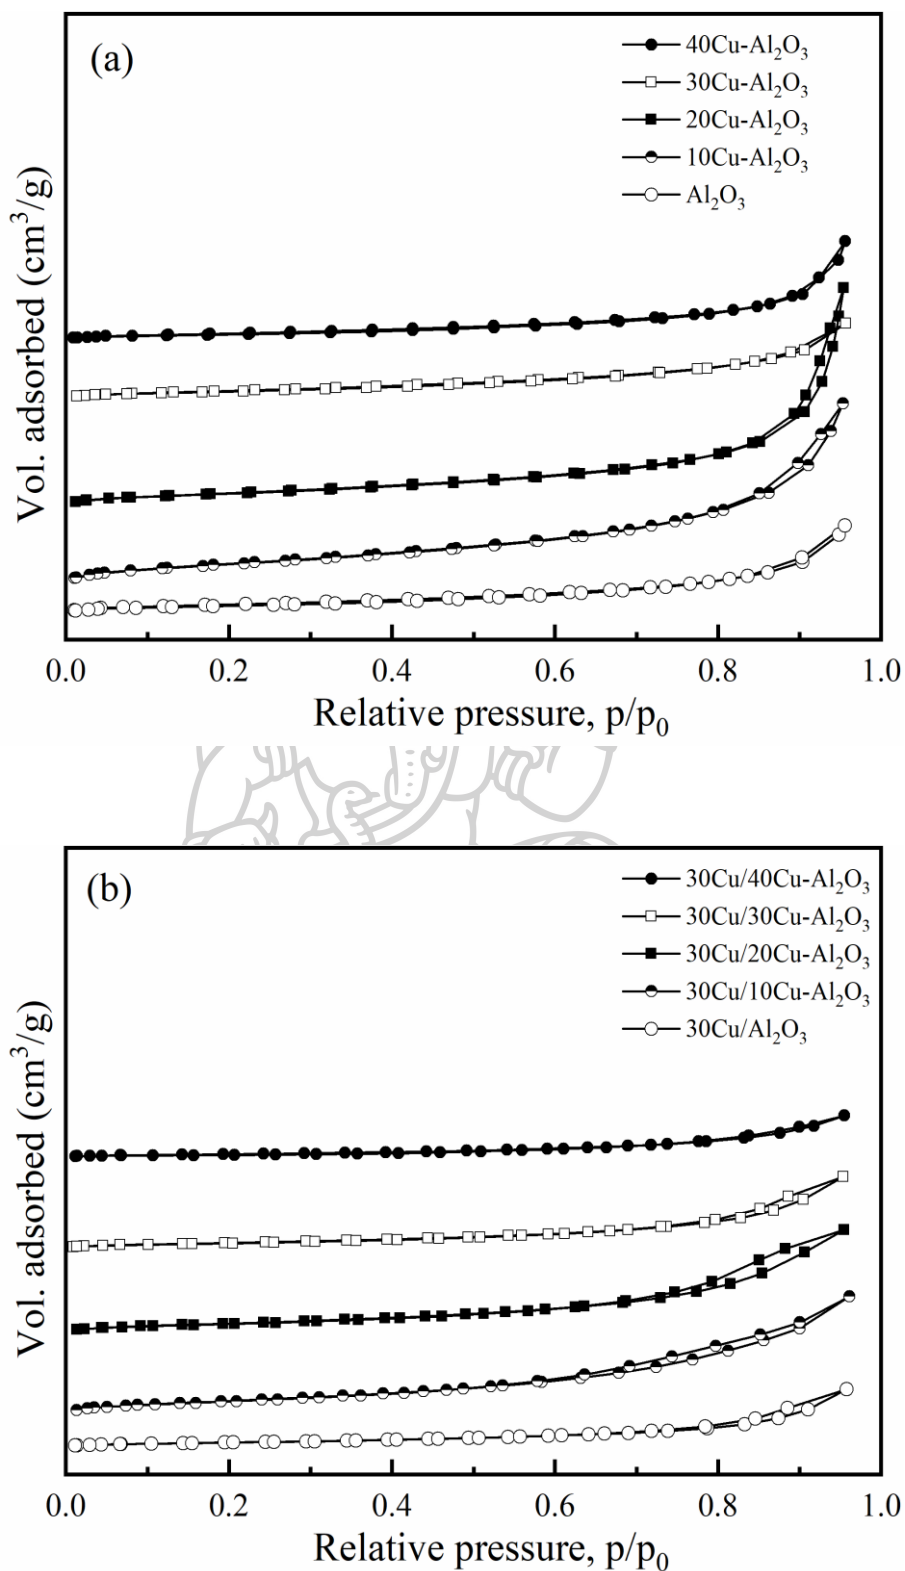 (a)
40Cu-Al₂O₃
30Cu-Al₂O₃
20Cu-Al₂O₃
10Cu-Al₂O₃
Al₂O₃
Vol. adsorbed (cm³/g)
0.0 0.2 0.4 0.6 0.8 1.0
Relative pressure, p/p₀
(b)
30Cu/40Cu-Al₂O₃
30Cu/30Cu-Al₂O₃
30Cu/20Cu-Al₂O₃
30Cu/10Cu-Al₂O₃
30Cu/Al₂O₃
Vol. adsorbed (cm³/g)
0.0 0.2 0.4 0.6 0.8 1.0
Relative pressure, p/p₀